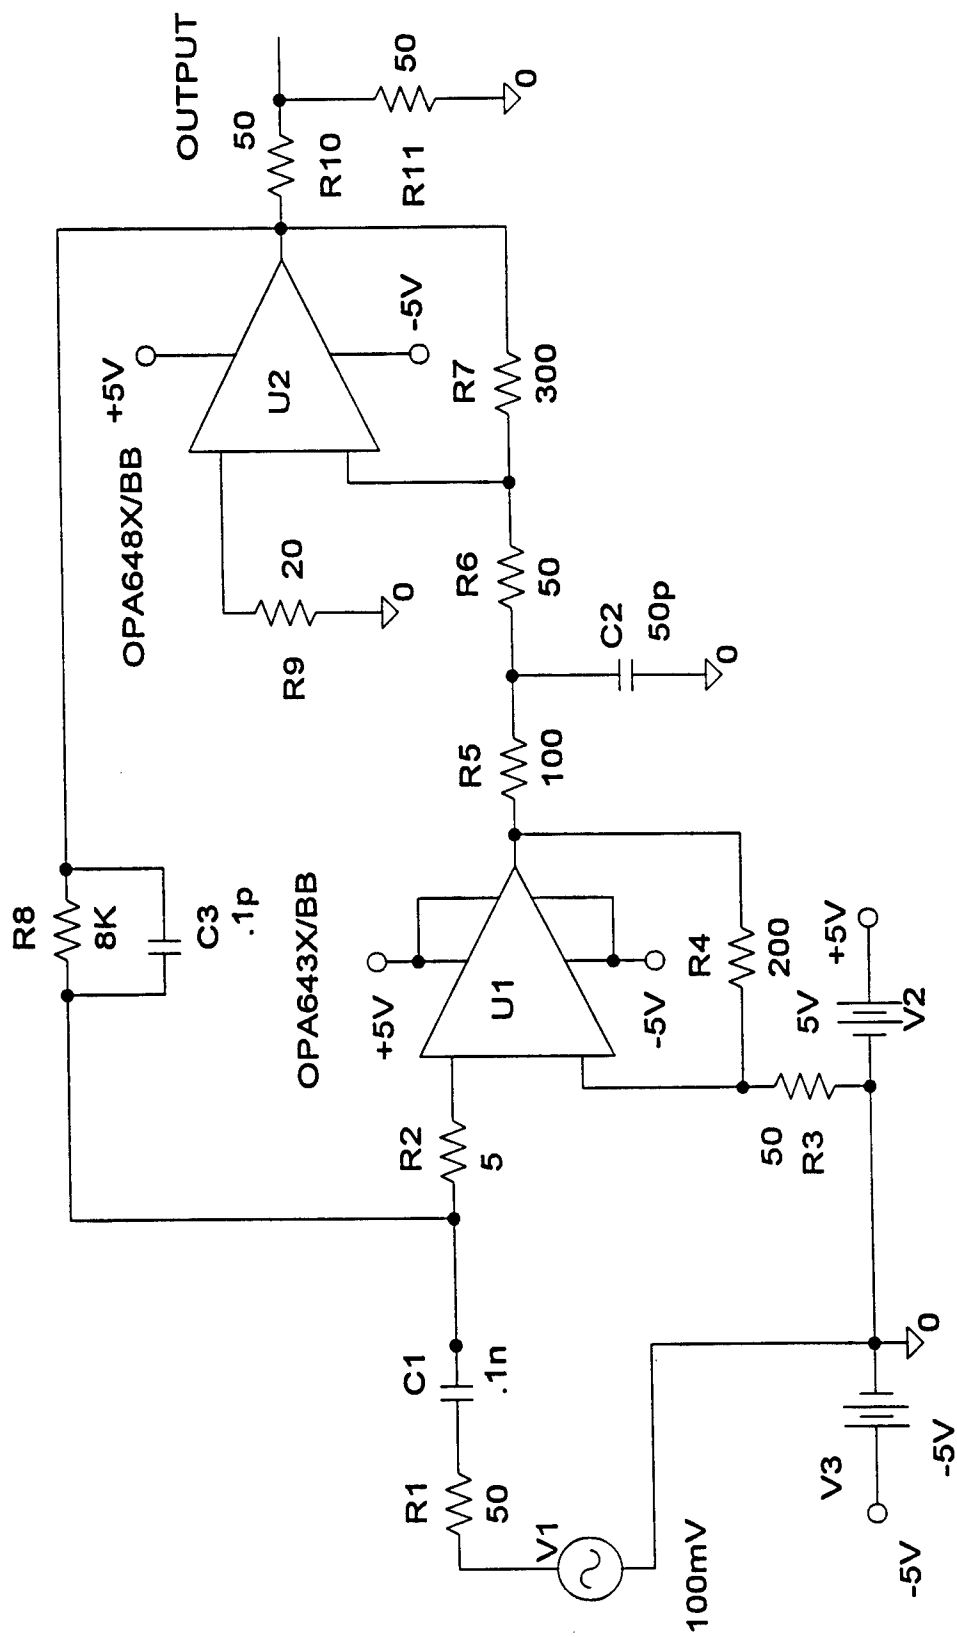 R8
8K
C3
.1p
OUTPUT
50
R10
R11
50
0
OPA648X/BB
+5V
U2
-5V
R9
20
0
R7
300
R6
50
C2
50p
0
R5
100
OPA643X/BB
+5V
U1
-5V
R4
200
R2
5
50
R3
5V
V2
+5V
C1
.1n
R1
50
V1
100mV
0
V3
-5V
-5V